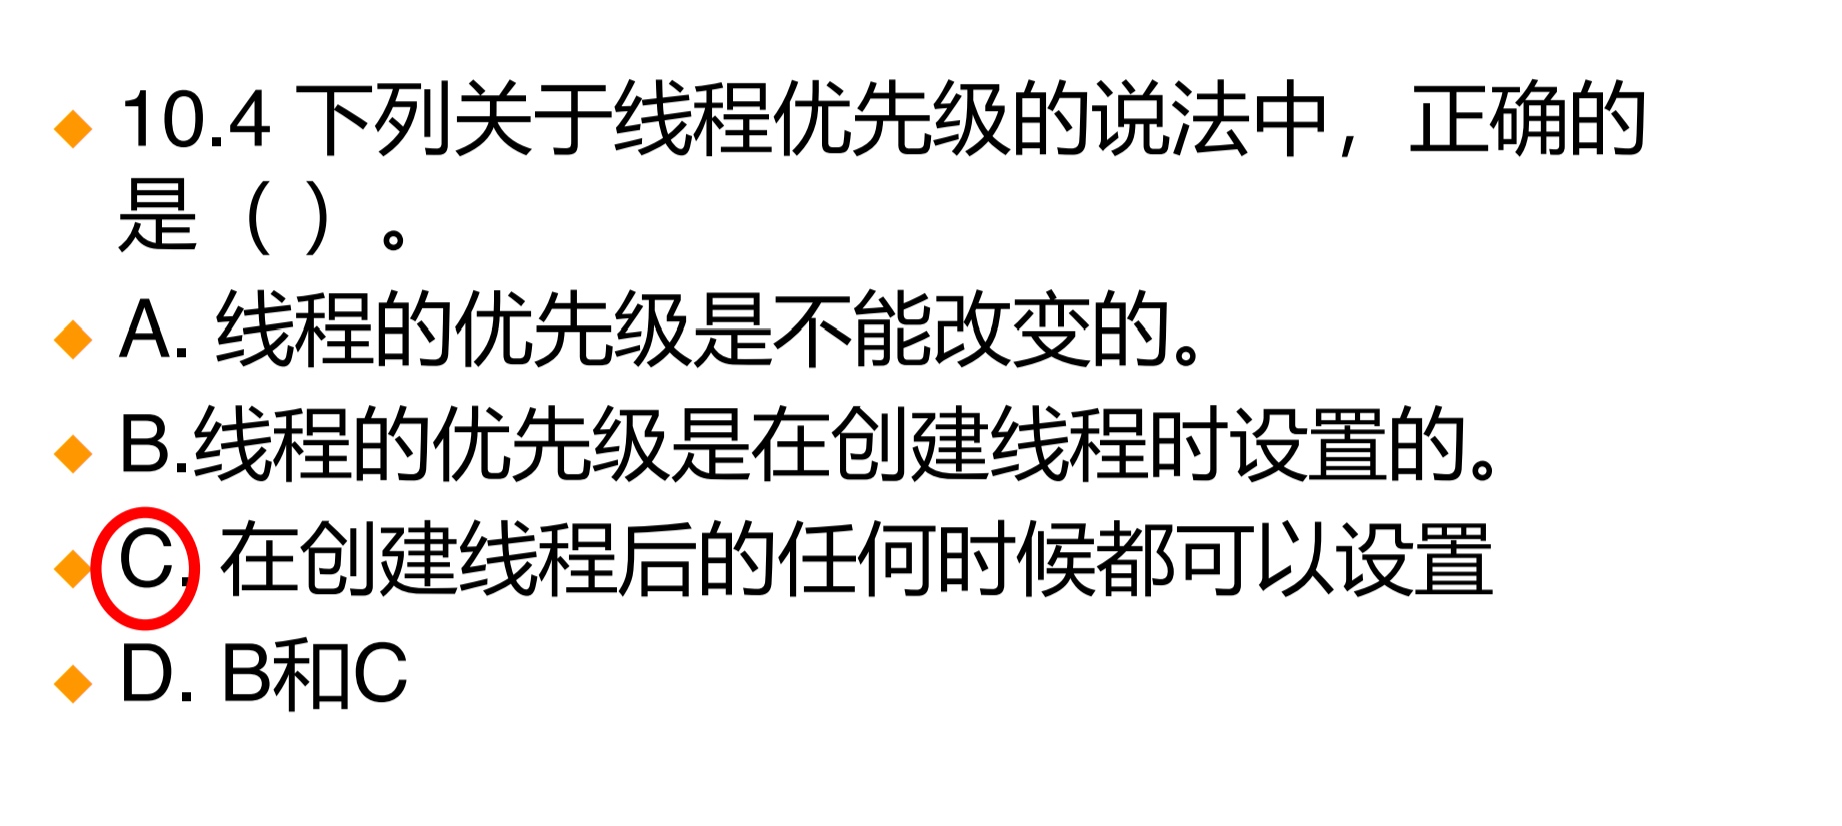 10.4 下列关于线程优先级的说法中，正确的
是（ ）。
A. 线程的优先级是不能改变的。
B.线程的优先级是在创建线程时设置的。
C. 在创建线程后的任何时候都可以设置
D. B和C